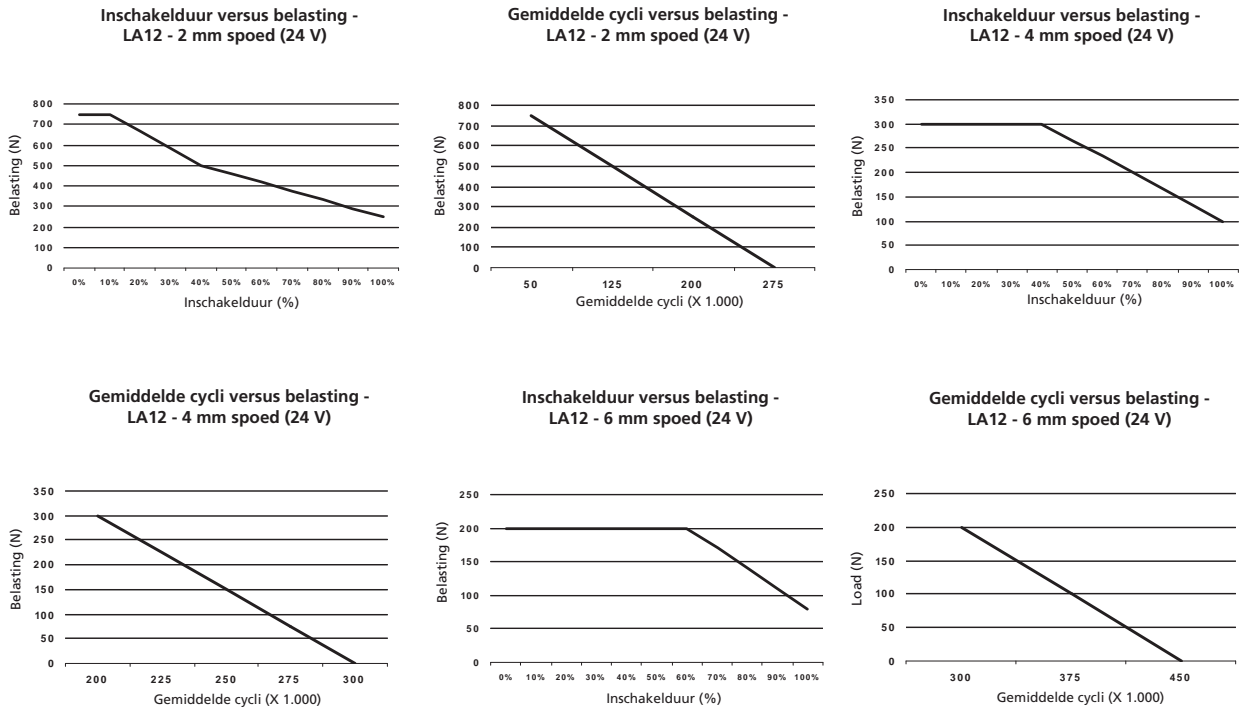 Inschakelduur versus belasting -
LA12 - 2 mm spoed (24 V)
Belasting (N)
800
700
600
500
400
300
200
100
0
0% 10% 20% 30% 40% 50% 60% 70% 80% 90% 100%
Inschakelduur (%)
Gemiddelde cycli versus belasting -
LA12 - 2 mm spoed (24 V)
Belasting (N)
800
700
600
500
400
300
200
100
0
50 125 200 275
Gemiddelde cycli (X 1.000)
Inschakelduur versus belasting -
LA12 - 4 mm spoed (24 V)
Belasting (N)
350
300
250
200
150
100
50
0
0% 10% 20% 30% 40% 50% 60% 70% 80% 90% 100%
Inschakelduur (%)
Gemiddelde cycli versus belasting -
LA12 - 4 mm spoed (24 V)
Belasting (N)
350
300
250
200
150
100
50
0
200 225 250 275 300
Gemiddelde cycli (X 1.000)
Inschakelduur versus belasting -
LA12 - 6 mm spoed (24 V)
Belasting (N)
250
200
150
100
50
0
0% 10% 20% 30% 40% 50% 60% 70% 80% 90% 100%
Inschakelduur (%)
Gemiddelde cycli versus belasting -
LA12 - 6 mm spoed (24 V)
Load (N)
250
200
150
100
50
0
300 375 450
Gemiddelde cycli (X 1.000)